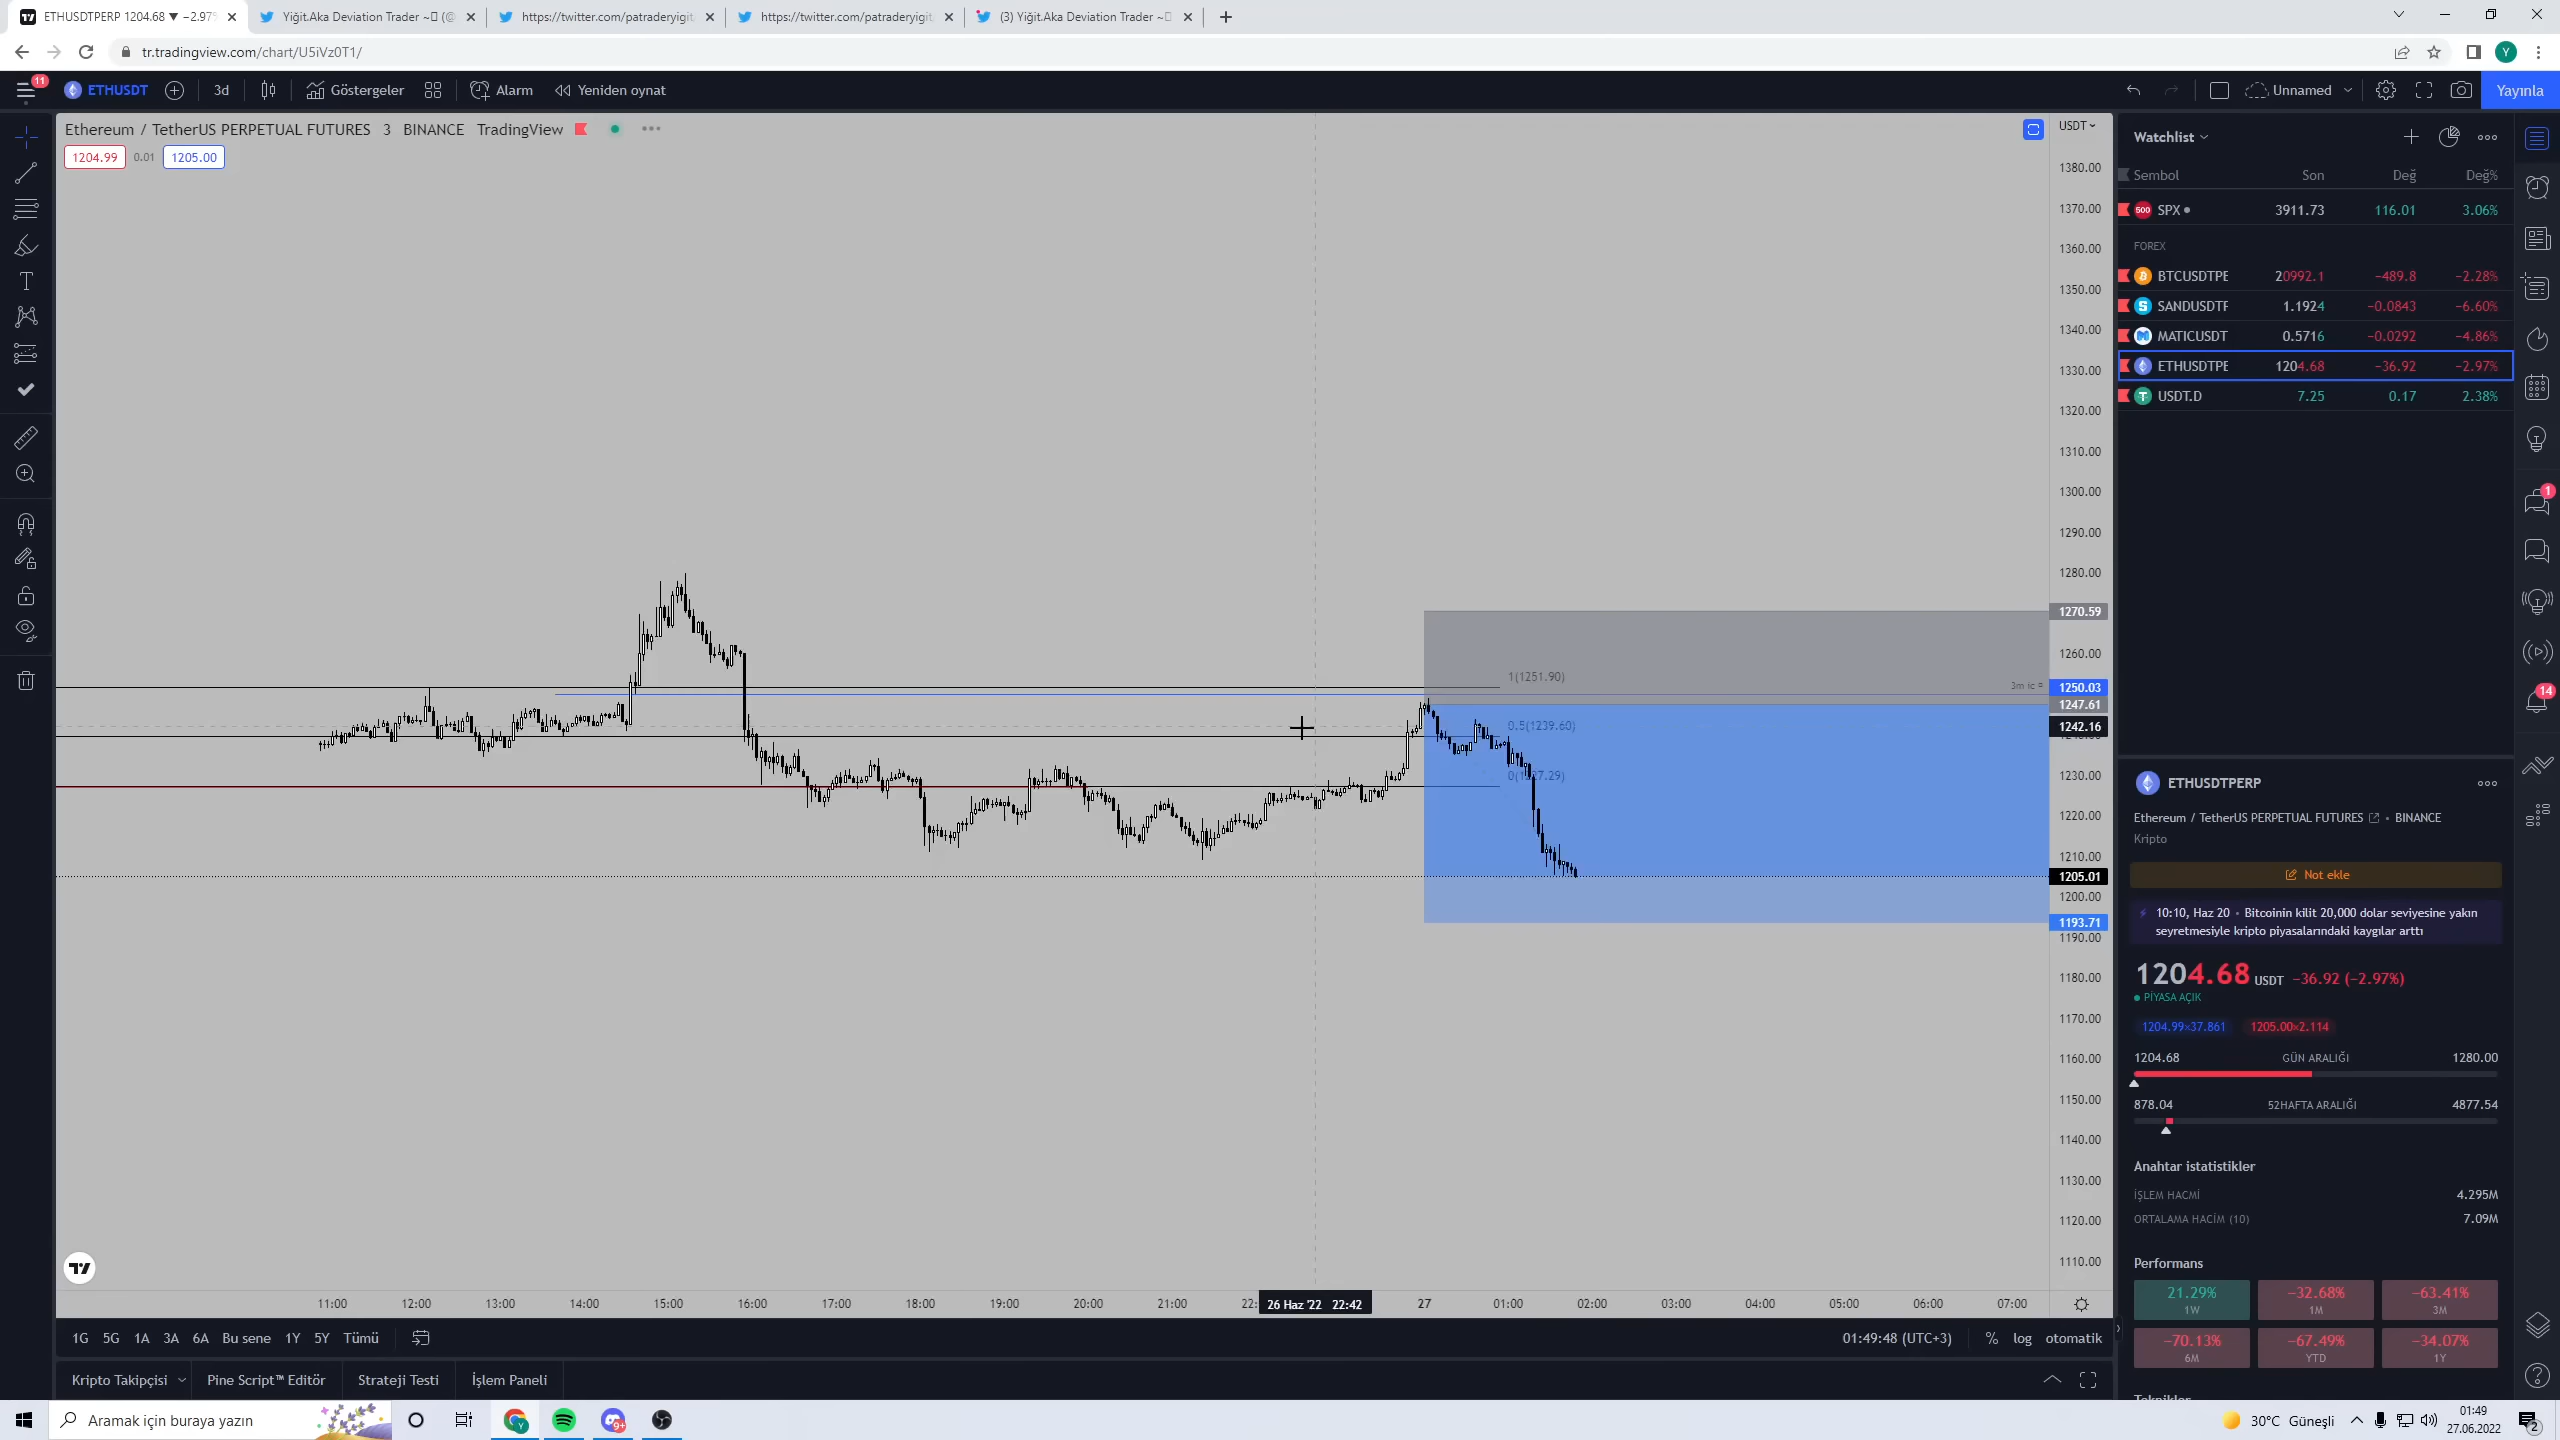 ETHUSDTPERP 1204.68 ▼ −2.97%
Yiğit.Aka Deviation Trader ~ (@
https://twitter.com/patraderyigit
https://twitter.com/patraderyigit
(3) Yiğit.Aka Deviation Trader ~
tr.tradingview.com/chart/U5iVz0T1/
Y
11
ETHUSDT
3d
Göstergeler
Alarm
Yeniden oynat
Unnamed
Yayınla
Ethereum / TetherUS PERPETUAL FUTURES 3 BINANCE TradingView
1204.99
0.01
1205.00
USDT
1380.00
1370.00
1360.00
1350.00
1340.00
1330.00
1320.00
1310.00
1300.00
1290.00
1280.00
1270.59
1260.00
1250.03
1247.61
1242.16
1230.00
1220.00
1210.00
1205.01
1200.00
1193.71
1190.00
1180.00
1170.00
1160.00
1150.00
1140.00
1130.00
1120.00
1110.00
1(1251.90)
3m ic
0.5(1239.60)
0(1227.29)
11:00
12:00
13:00
14:00
15:00
16:00
17:00
18:00
19:00
20:00
21:00
22:
26 Haz '22 22:42
27
01:00
02:00
03:00
04:00
05:00
06:00
07:00
1G 5G 1A 3A 6A Bu sene 1Y 5Y Tümü
01:49:48 (UTC+3) % log otomatik
Kripto Takipçisi
Pine Script™ Editör
Strateji Testi
İşlem Paneli
Watchlist
Sembol Son Değ Değ%
500 SPX 3911.73 116.01 3.06%
FOREX
BTCUSDTPE 20992.1 −489.8 −2.28%
SANDUSDTF 1.1924 −0.0843 −6.60%
MATICUSDT 0.5716 −0.0292 −4.86%
ETHUSDTPE 1204.68 −36.92 −2.97%
USDT.D 7.25 0.17 2.38%
1
14
ETHUSDTPERP
Ethereum / TetherUS PERPETUAL FUTURES • BINANCE
Kripto
Not ekle
10:10, Haz 20 • Bitcoinin kilit 20,000 dolar seviyesine yakın
seyretmesiyle kripto piyasalarındaki kaygılar arttı
1204.68 USDT −36.92 (−2.97%)
PİYASA AÇIK
1204.99×37.861 1205.00×2.114
1204.68 GÜN ARALIĞI 1280.00
878.04 52HAFTA ARALIĞI 4877.54
Anahtar istatistikler
İŞLEM HACMİ 4.295M
ORTALAMA HACİM (10) 7.09M
Performans
21.29% −32.68% −63.41%
1W 1M 3M
−70.13% −67.49% −34.07%
6M YTD 1Y
Aramak için buraya yazın
Y
9+
30°C Güneşli
01:49
27.06.2022
2